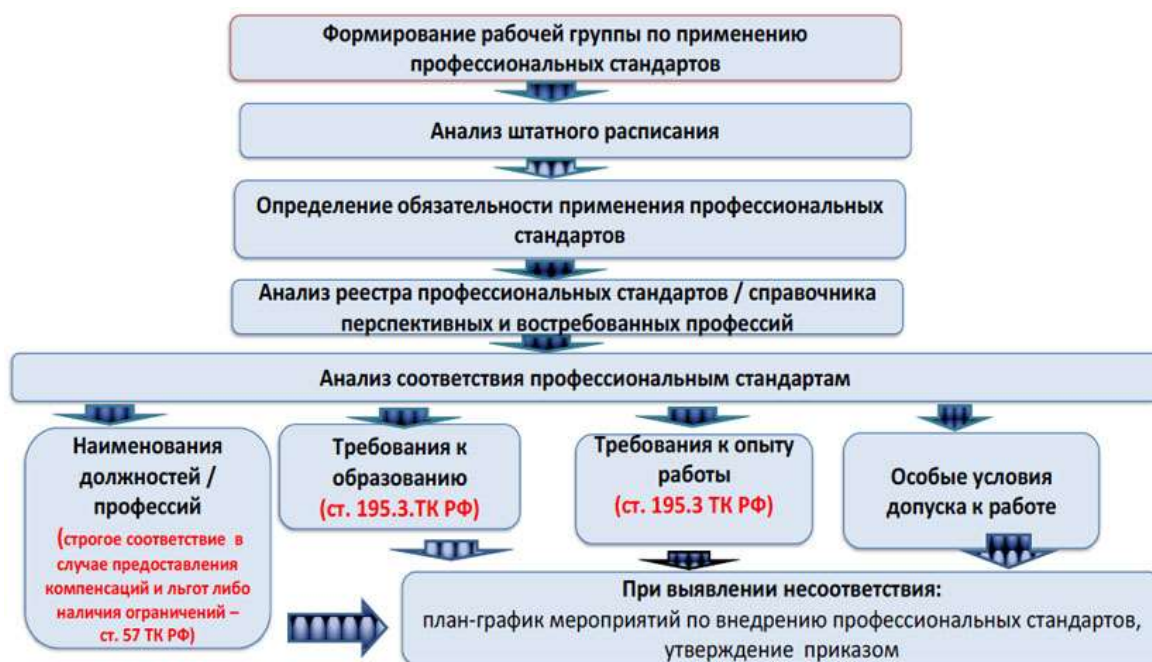 Формирование рабочей группы по применению
профессиональных стандартов
Анализ штатного расписания
Определение обязательности применения профессиональных
стандартов
Анализ реестра профессиональных стандартов / справочника
перспективных и востребованных профессий
Анализ соответствия профессиональным стандартам
Наименования
должностей /
профессий
(строгое соответствие в
случае предоставления
компенсаций и льгот либо
наличия ограничений –
ст. 57 ТК РФ)
Требования к
образованию
(ст. 195.3.ТК РФ)
Требования к опыту
работы
(ст. 195.3 ТК РФ)
Особые условия
допуска к работе
При выявлении несоответствия:
план-график мероприятий по внедрению профессиональных стандартов,
утверждение приказом